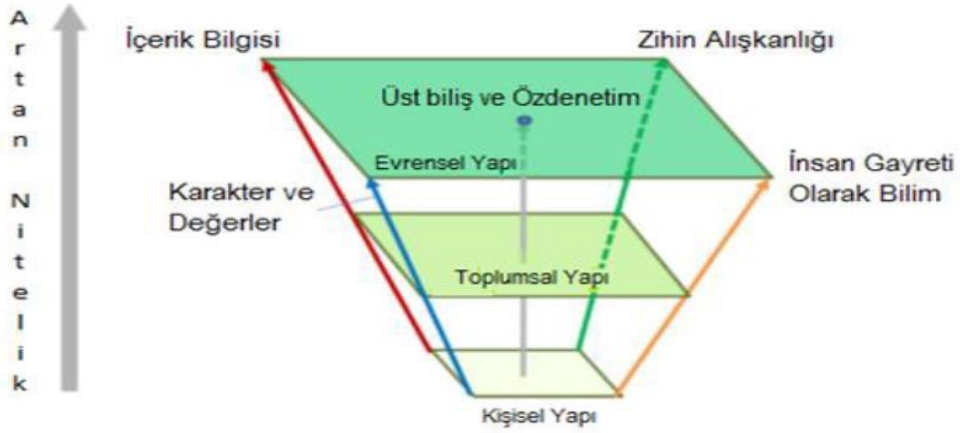 Artan Nitelik
İçerik Bilgisi
Zihin Alışkanlığı
Üst biliş ve Özdenetim
Evrensel Yapı
İnsan Gayreti
Olarak Bilim
Karakter ve
Değerler
Toplumsal Yapı
Kişisel Yapı